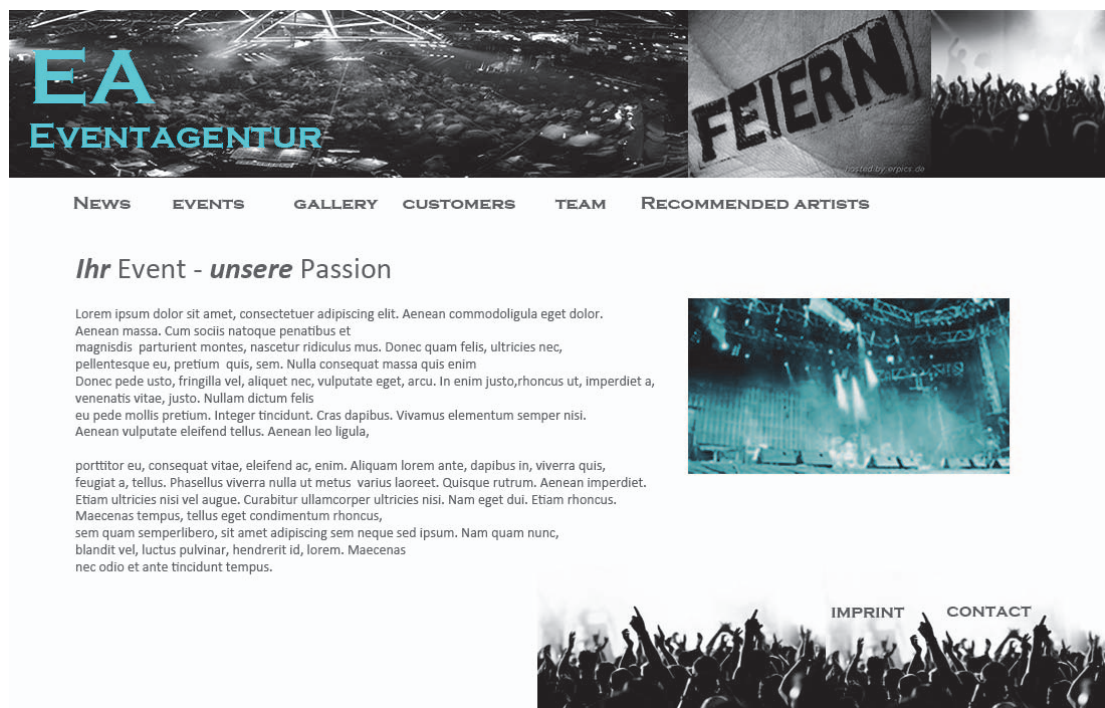 EA
EVENTAGENTUR
FEIERN
hosted by erpics.de
NEWS EVENTS GALLERY CUSTOMERS TEAM RECOMMENDED ARTISTS
Ihr Event - unsere Passion
Lorem ipsum dolor sit amet, consectetuer adipiscing elit. Aenean commodoligula eget dolor.
Aenean massa. Cum sociis natoque penatibus et
magnisdis parturient montes, nascetur ridiculus mus. Donec quam felis, ultricies nec,
pellentesque eu, pretium quis, sem. Nulla consequat massa quis enim
Donec pede usto, fringilla vel, aliquet nec, vulputate eget, arcu. In enim justo,rhoncus ut, imperdiet a,
venenatis vitae, justo. Nullam dictum felis
eu pede mollis pretium. Integer tincidunt. Cras dapibus. Vivamus elementum semper nisi.
Aenean vulputate eleifend tellus. Aenean leo ligula,
porttitor eu, consequat vitae, eleifend ac, enim. Aliquam lorem ante, dapibus in, viverra quis,
feugiat a, tellus. Phasellus viverra nulla ut metus varius laoreet. Quisque rutrum. Aenean imperdiet.
Etiam ultricies nisi vel augue. Curabitur ullamcorper ultricies nisi. Nam eget dui. Etiam rhoncus.
Maecenas tempus, tellus eget condimentum rhoncus,
sem quam semperlibero, sit amet adipiscing sem neque sed ipsum. Nam quam nunc,
blandit vel, luctus pulvinar, hendrerit id, lorem. Maecenas
nec odio et ante tincidunt tempus.
IMPRINT CONTACT